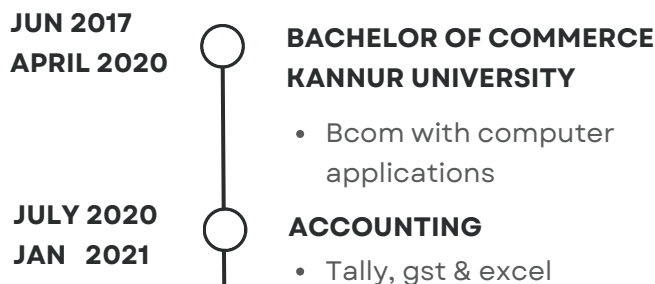 JUN 2017
APRIL 2020
BACHELOR OF COMMERCE
KANNUR UNIVERSITY
• Bcom with computer
applications
JULY 2020
JAN 2021
ACCOUNTING
• Tally, gst & excel